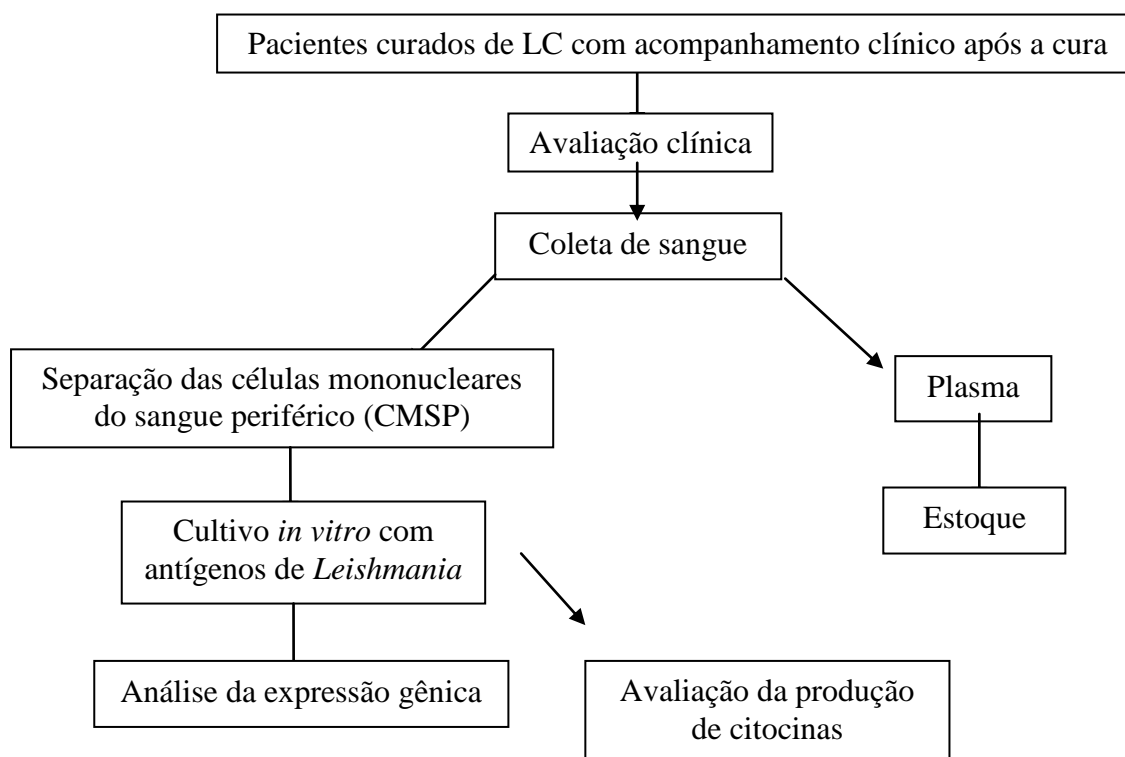 Pacientes curados de LC com acompanhamento clínico após a cura
Avaliação clínica
Coleta de sangue
Separação das células mononucleares
do sangue periférico (CMSP)
Plasma
Cultivo in vitro com
antígenos de Leishmania
Estoque
Análise da expressão gênica
Avaliação da produção
de citocinas